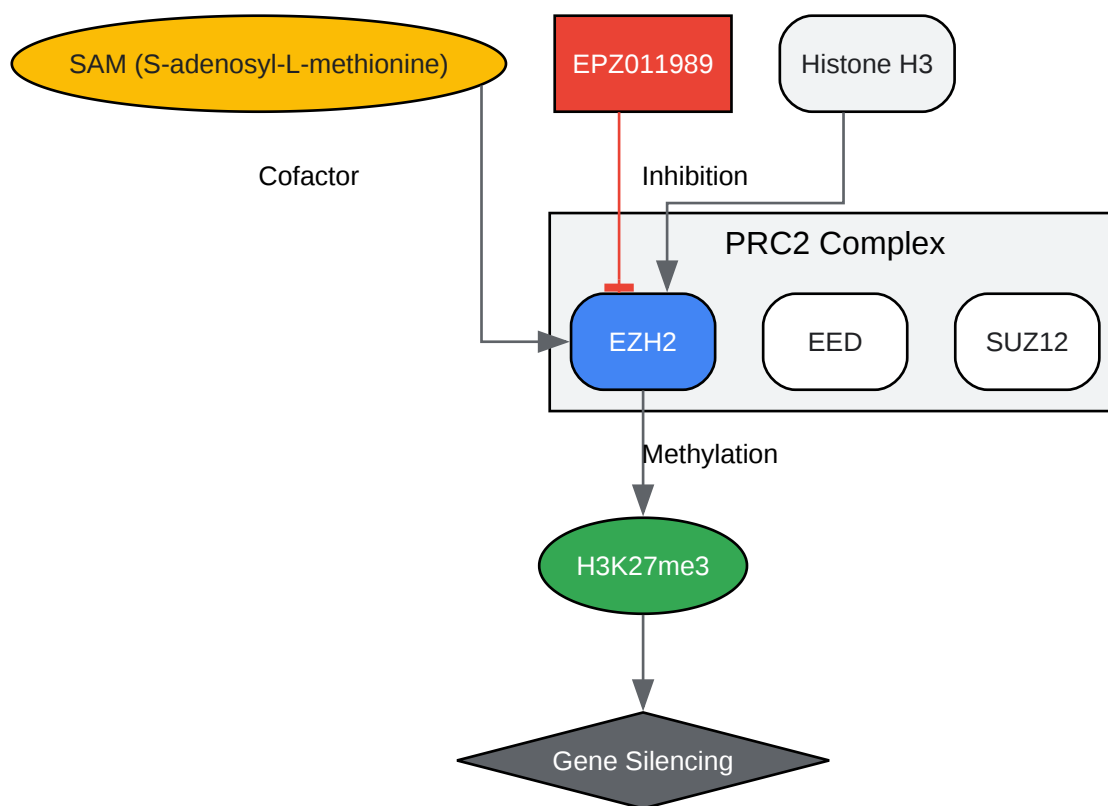 SAM (S-adenosyl-L-methionine)
EPZ011989
Histone H3
Cofactor
Inhibition
PRC2 Complex
EZH2
EED
SUZ12
Methylation
H3K27me3
Gene Silencing